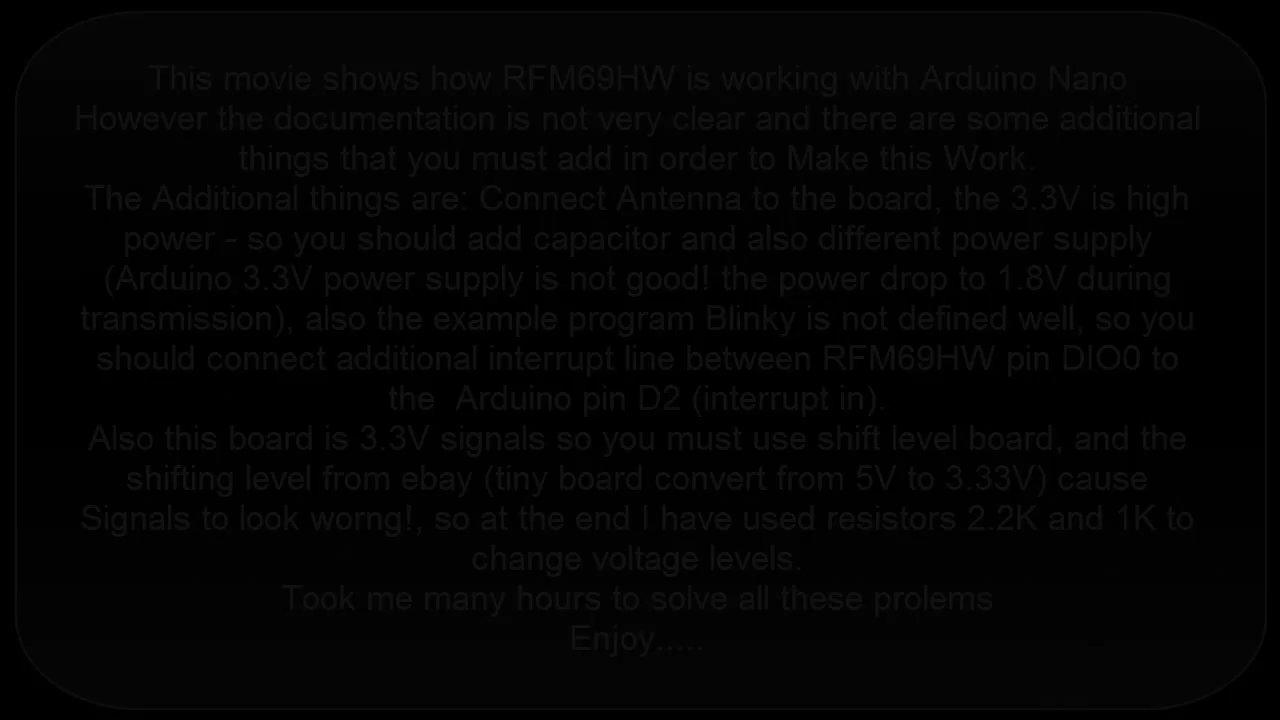 This movie shows how RFM69HW is working with Arduino Nano
However the documentation is not very clear and there are some additional
things that you must add in order to Make this Work.
The Additional things are: Connect Antenna to the board, the 3.3V is high
power - so you should add capacitor and also different power supply
(Arduino 3.3V power supply is not good! the power drop to 1.8V during
transmission), also the example program Blinky is not defined well, so you
should connect additional interrupt line between RFM69HW pin DIO0 to
the  Arduino pin D2 (interrupt in).
Also this board is 3.3V signals so you must use shift level board, and the
shifting level from ebay (tiny board convert from 5V to 3.33V) cause
Signals to look worng!, so at the end I have used resistors 2.2K and 1K to
change voltage levels.
Took me many hours to solve all these prolems
Enjoy.....